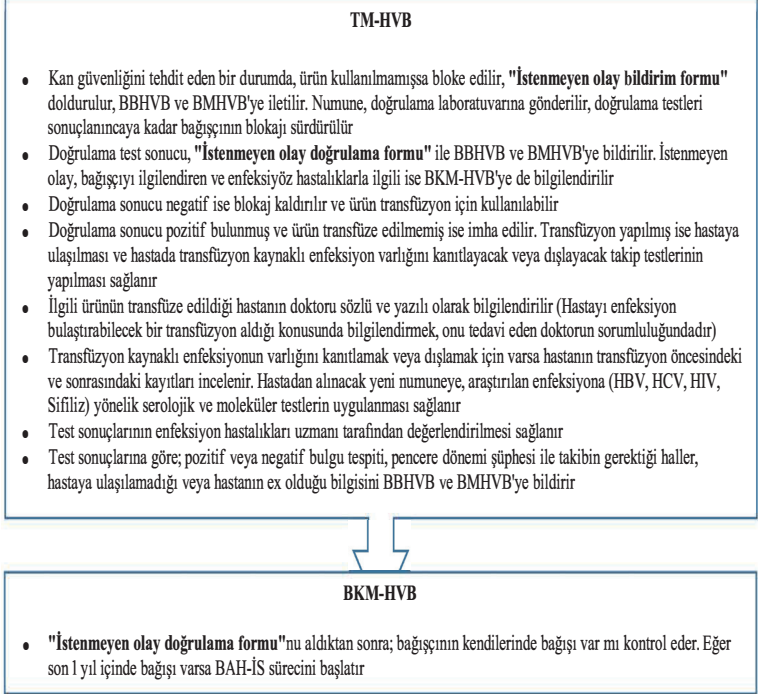 TM-HVB
● Kan güvenliğini tehdit eden bir durumda, ürün kullanılmamışsa bloke edilir, "İstenmeyen olay bildirim formu"
doldurulur, BBHVB ve BMHVB'ye iletilir. Numune, doğrulama laboratuvarına gönderilir, doğrulama testleri
sonuçlanıncaya kadar bağışçının blokajı sürdürülür
● Doğrulama test sonucu, "İstenmeyen olay doğrulama formu" ile BBHVB ve BMHVB'ye bildirilir. İstenmeyen
olay, bağışçıyı ilgilendiren ve enfeksiyöz hastalıklarla ilgili ise BKM-HVB'ye de bilgilendirilir
● Doğrulama sonucu negatif ise blokaj kaldırılır ve ürün transfüzyon için kullanılabilir
● Doğrulama sonucu pozitif bulunmuş ve ürün transfüze edilmemiş ise imha edilir. Transfüzyon yapılmış ise hastaya
ulaşılması ve hastada transfüzyon kaynaklı enfeksiyon varlığını kanıtlayacak veya dışlayacak takip testlerinin
yapılması sağlanır
● İlgili ürünün transfüze edildiği hastanın doktoru sözlü ve yazılı olarak bilgilendirilir (Hastayı enfeksiyon
bulaştırabilecek bir transfüzyon aldığı konusunda bilgilendirmek, onu tedavi eden doktorun sorumluluğundadır)
● Transfüzyon kaynaklı enfeksiyonun varlığını kanıtlamak veya dışlamak için varsa hastanın transfüzyon öncesindeki
ve sonrasındaki kayıtları incelenir. Hastadan alınacak yeni numuneye, araştırılan enfeksiyona (HBV, HCV, HIV,
Sifiliz) yönelik serolojik ve moleküler testlerin uygulanması sağlanır
● Test sonuçlarının enfeksiyon hastalıkları uzmanı tarafından değerlendirilmesi sağlanır
● Test sonuçlarına göre; pozitif veya negatif bulgu tespiti, pencere dönemi şüphesi ile takibin gerektiği haller,
hastaya ulaşılamadığı veya hastanın ex olduğu bilgisini BBHVB ve BMHVB'ye bildirir
BKM-HVB
● "İstenmeyen olay doğrulama formu"nu aldıktan sonra; bağışçının kendilerinde bağışı var mı kontrol eder. Eğer
son 1 yıl içinde bağışı varsa BAH-İS sürecini başlatır